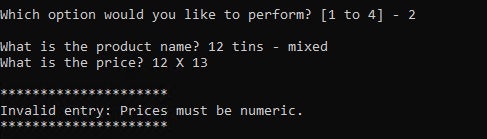 Which option would you like to perform? [1 to 4] - 2
What is the product name? 12 tins - mixed
What is the price? 12 X 13
*********************
Invalid entry: Prices must be numeric.
*********************